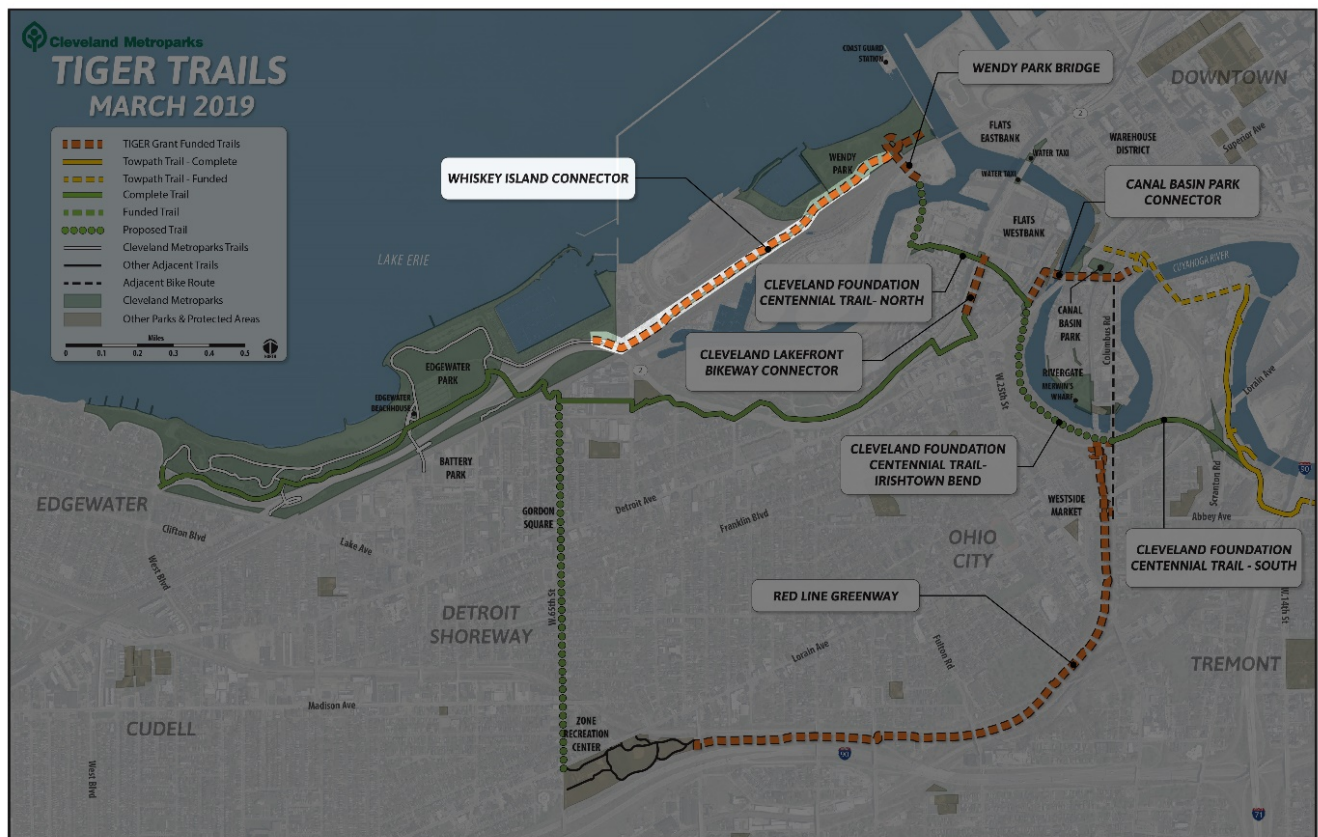 Cleveland Metroparks
TIGER TRAILS
MARCH 2019
TIGER Grant Funded Trails
Towpath Trail - Complete
Towpath Trail - Funded
Complete Trail
Funded Trail
Proposed Trail
Cleveland Metroparks Trails
Other Adjacent Trails
Adjacent Bike Route
Cleveland Metroparks
Other Parks & Protected Areas
Miles
0 0.1 0.2 0.3 0.4 0.5
NORTH
COAST GUARD
STATION
WENDY PARK BRIDGE
DOWNTOWN
2
FLATS
EASTBANK
WAREHOUSE
DISTRICT
Superior Ave
WATER TAXI
WATER TAXI
WENDY
PARK
WHISKEY ISLAND CONNECTOR
CANAL BASIN PARK
CONNECTOR
FLATS
WESTBANK
LAKE ERIE
CUYAHOGA RIVER
CLEVELAND FOUNDATION
CENTENNIAL TRAIL- NORTH
CANAL
BASIN
PARK
Columbus Rd
CLEVELAND LAKEFRONT
BIKEWAY CONNECTOR
EDGEWATER
PARK
2
RIVERGATE
MERWIN'S
WHARF
W.25th St
Lorain Ave
EDGEWATER
BEACHHOUSE
BATTERY
PARK
CLEVELAND FOUNDATION
CENTENNIAL TRAIL-
IRISHTOWN BEND
Scranton Rd
90
EDGEWATER
Clifton Blvd
West Blvd
Lake Ave
GORDON
SQUARE
Detroit Ave
Franklin Blvd
WESTSIDE
MARKET
Abbey Ave
OHIO
CITY
CLEVELAND FOUNDATION
CENTENNIAL TRAIL - SOUTH
RED LINE GREENWAY
W.65th St
W.14th St
DETROIT
SHOREWAY
Lorain Ave
Fulton Rd
TREMONT
Madison Ave
CUDELL
ZONE
RECREATION
CENTER
90
West Blvd
71